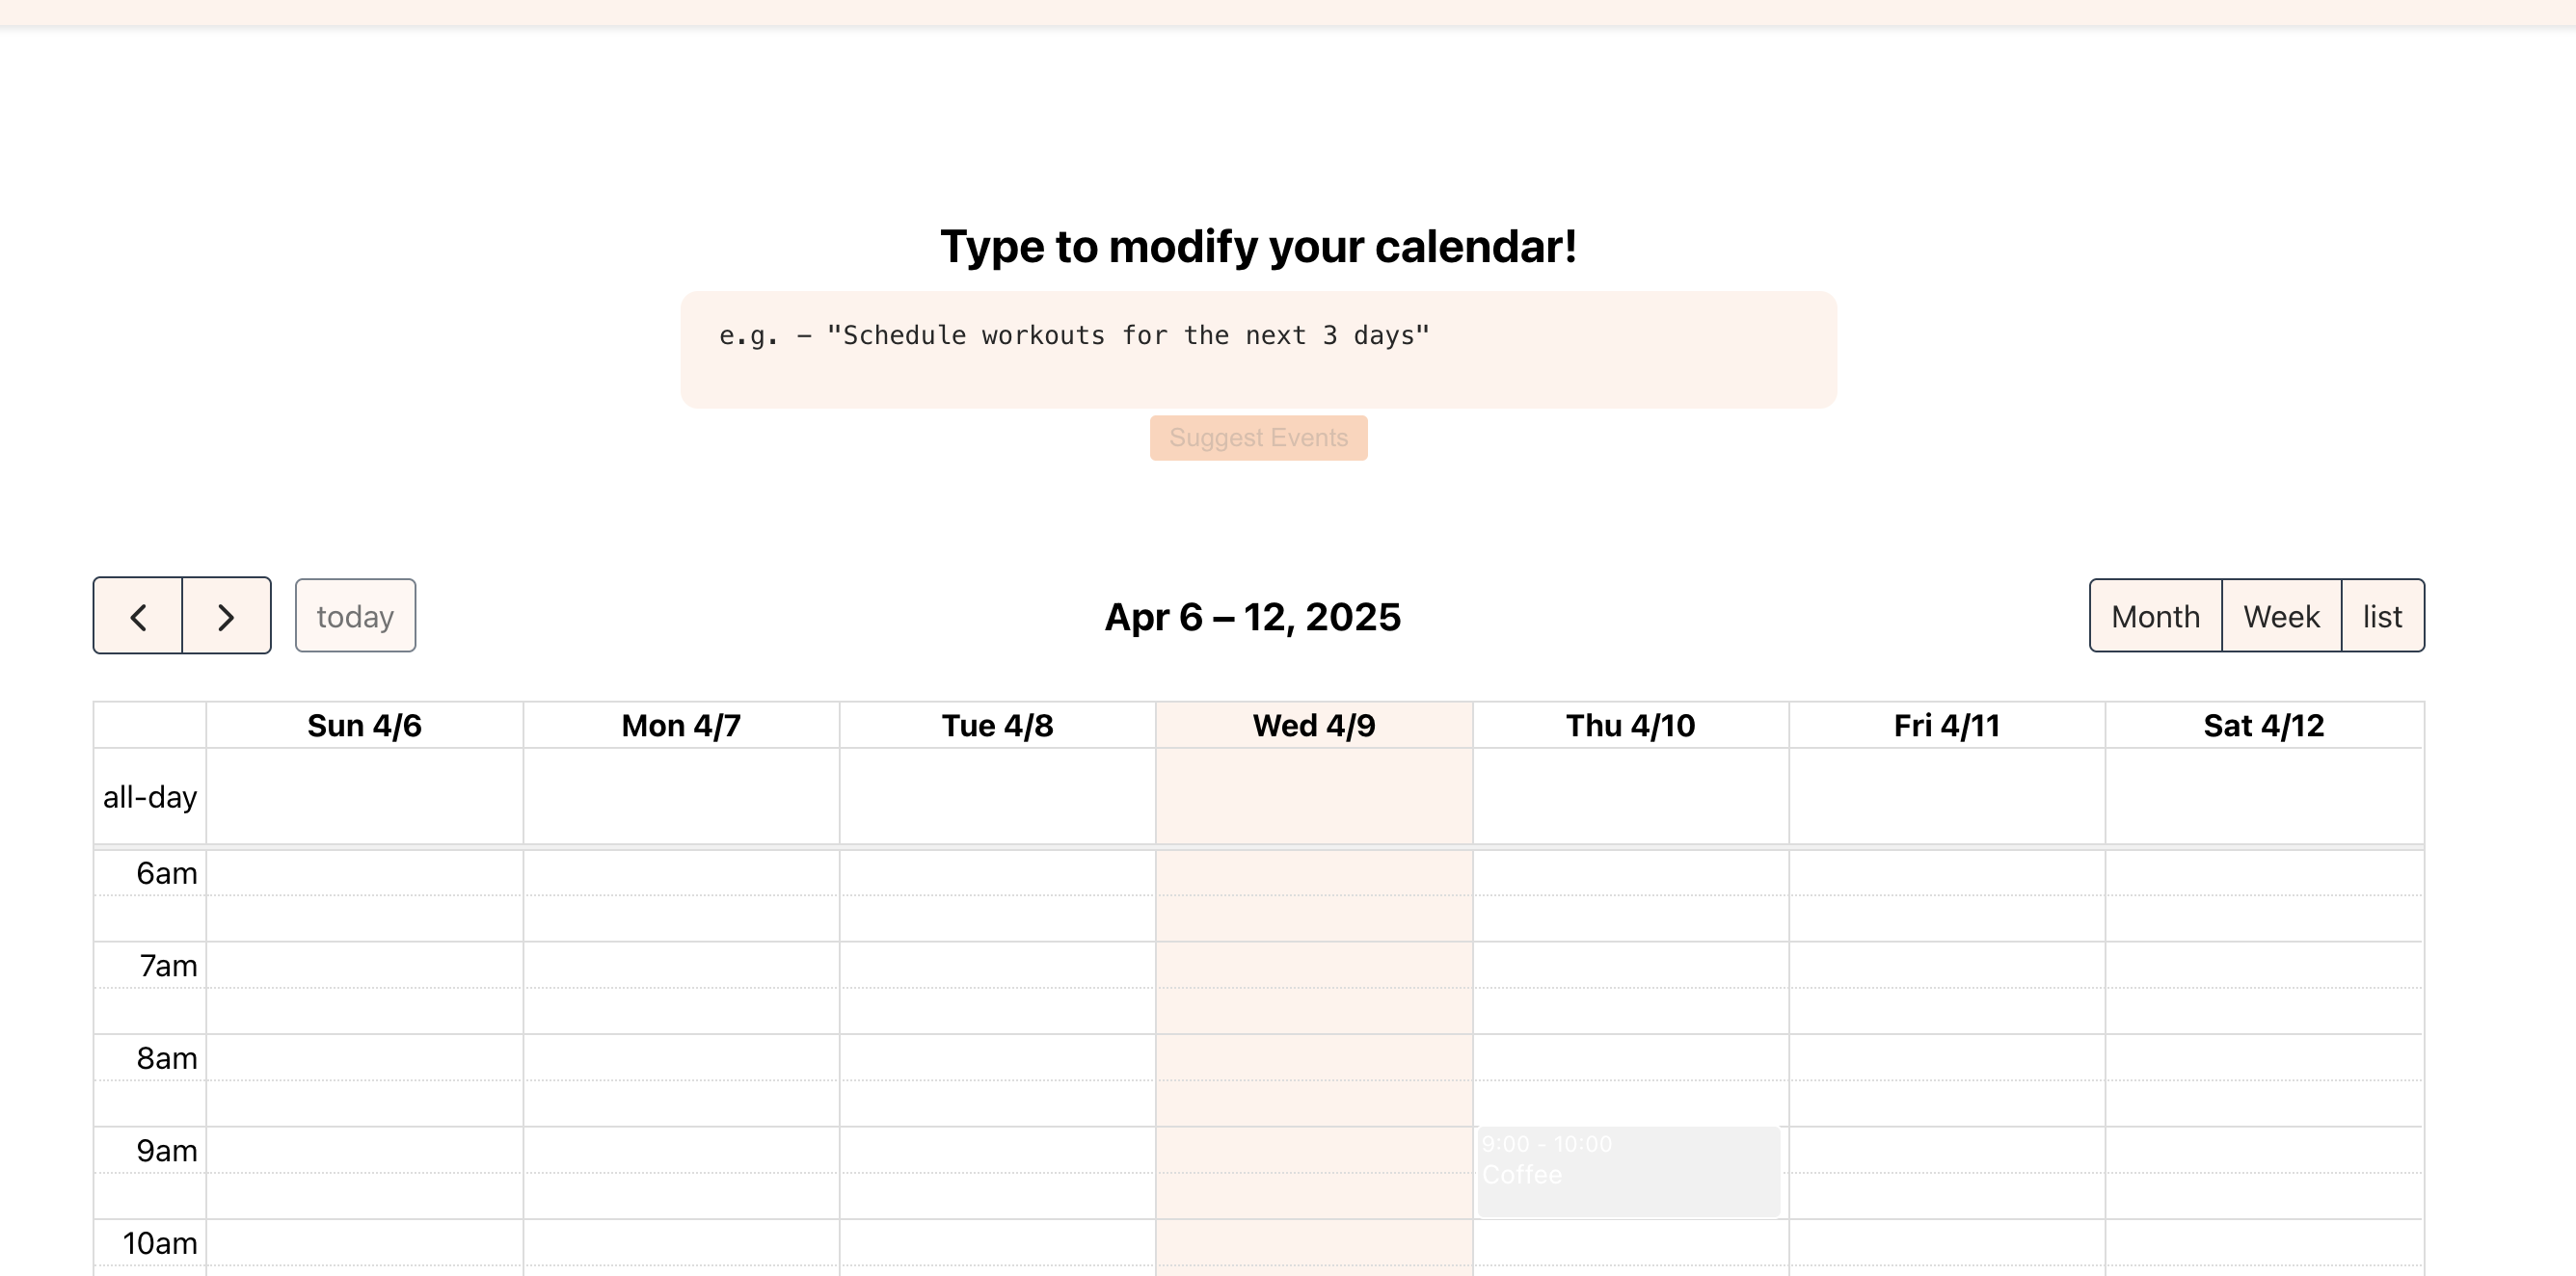 Type to modify your calendar!
e.g. – "Schedule workouts for the next 3 days"
Suggest Events
today
Apr 6 – 12, 2025
Month Week list
Sun 4/6 Mon 4/7 Tue 4/8 Wed 4/9 Thu 4/10 Fri 4/11 Sat 4/12
all-day
6am
7am
8am
9am
9:00 - 10:00
Coffee
10am